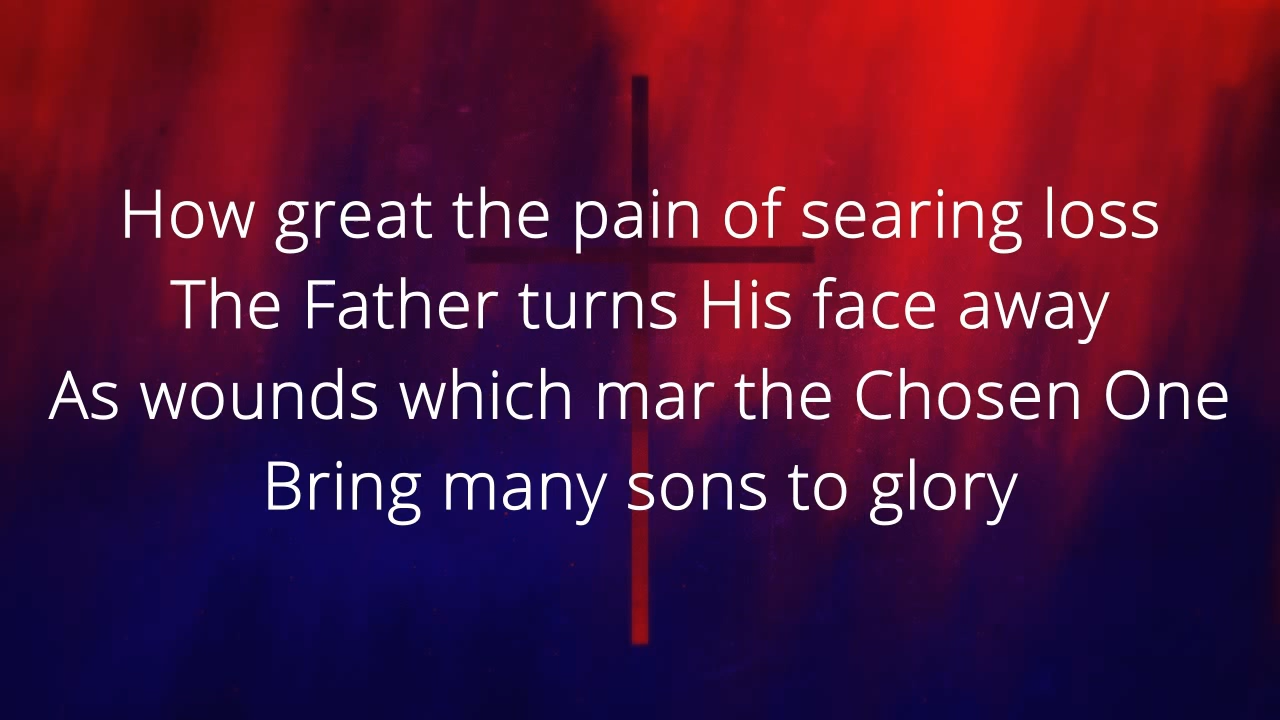 How great the pain of searing loss
The Father turns His face away
As wounds which mar the Chosen One
Bring many sons to glory